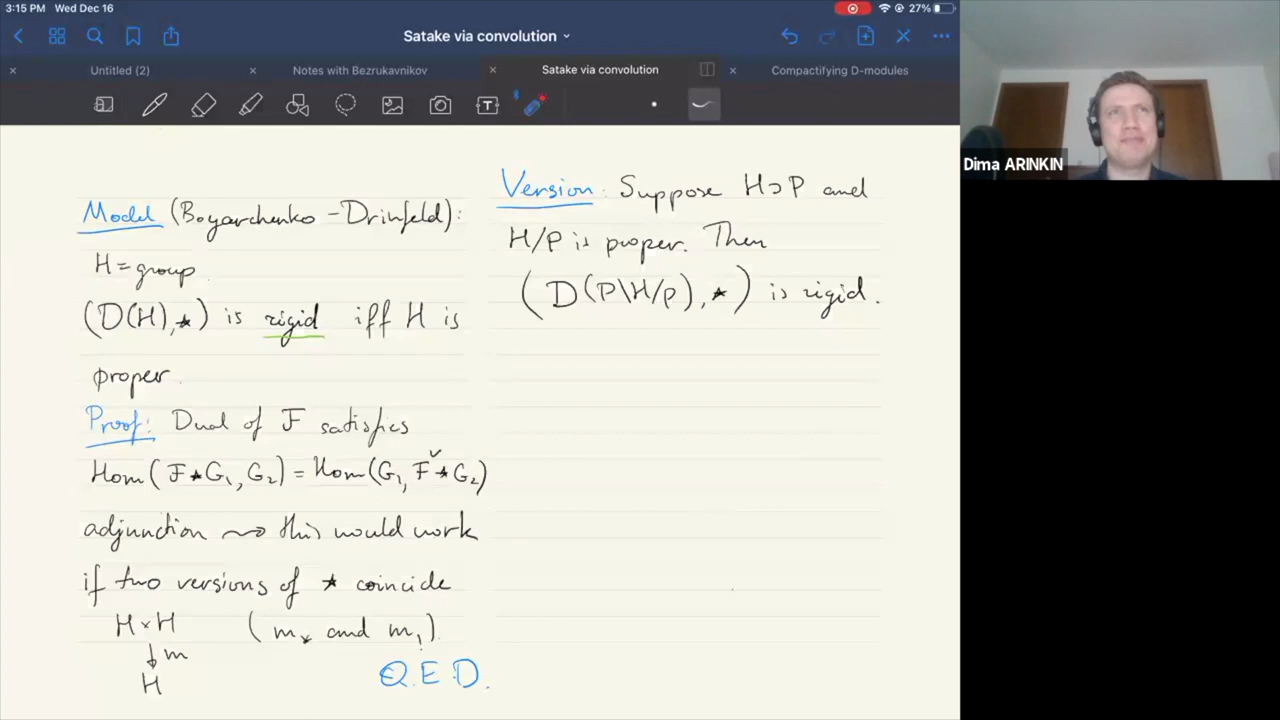 3:15 PM Wed Dec 16
27%
Satake via convolution
Untitled (2)
Notes with Bezrukavnikov
Satake via convolution
Compactifying D-modules
Dima ARINKIN
Model (Boyarchenko-Drinfeld):
H = group
(D(H), ⋆) is rigid iff H is
proper.
Proof: Dual of F satisfies
Hom(F⋆G₁, G₂) = Hom(G₁, F^∨⋆G₂)
adjunction ⇝ this would work
if two versions of ⋆ coincide
H×H (m_* and m_!).
↓ m
H
Q.E.D.
Version: Suppose H⊃P and
H/P is proper. Then
(D(P\H/P), ⋆) is rigid.